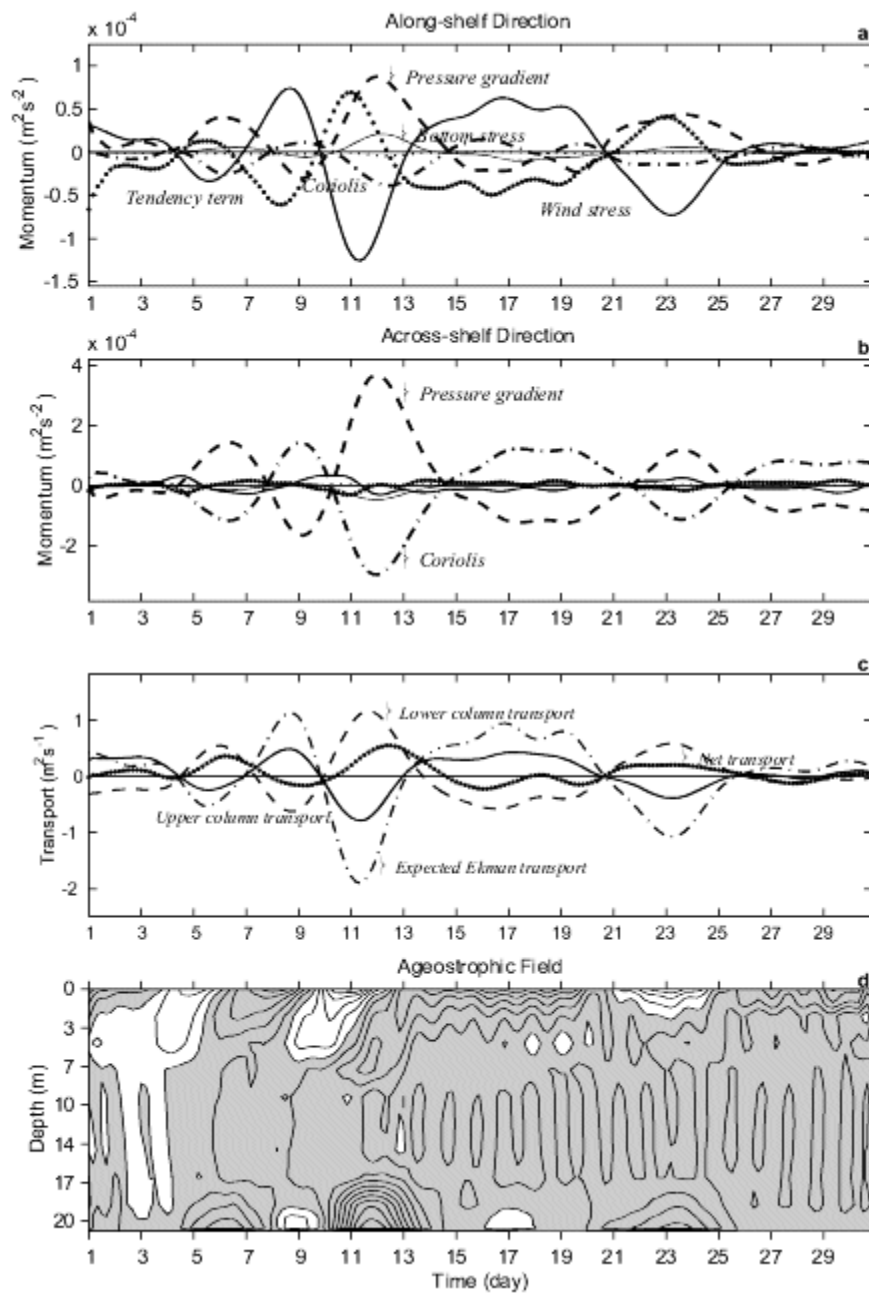 Along-shelf Direction
x 10-4
a
1
0.5
0
-0.5
-1
-1.5
Momentum (m2s-2)
Pressure gradient
Bottom stress
Tendency term
Coriolis
Wind stress
1 3 5 7 9 11 13 15 17 19 21 23 25 27 29
Across-shelf Direction
x 10-4
b
4
2
0
-2
Momentum (m2s-2)
Pressure gradient
Coriolis
1 3 5 7 9 11 13 15 17 19 21 23 25 27 29
c
1
0
-1
-2
Transport (m2s-1)
Lower column transport
Net transport
Upper column transport
Expected Ekman transport
1 3 5 7 9 11 13 15 17 19 21 23 25 27 29
Ageostrophic Field
d
0
3
7
10
14
17
20
Depth (m)
1 3 5 7 9 11 13 15 17 19 21 23 25 27 29
Time (day)